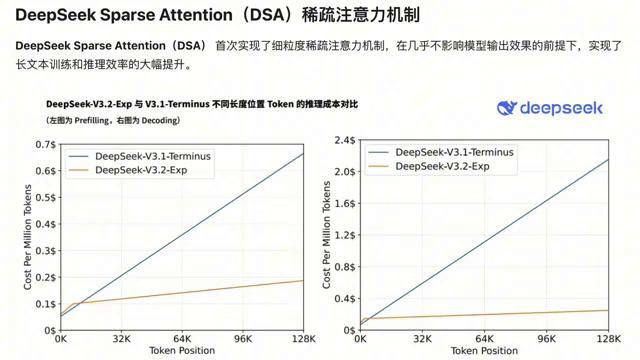 DeepSeek Sparse Attention（DSA）稀疏注意力机制
DeepSeek Sparse Attention（DSA） 首次实现了细粒度稀疏注意力机制，在几乎不影响模型输出效果的前提下，实现了
长文本训练和推理效率的大幅提升。
DeepSeek-V3.2-Exp 与 V3.1-Terminus 不同长度位置 Token 的推理成本对比
（左图为 Prefilling，右图为 Decoding）
deepseek
0.7$
0.6$
0.5$
0.4$
0.3$
0.2$
0.1$
0$
Cost Per Million Tokens
DeepSeek-V3.1-Terminus
DeepSeek-V3.2-Exp
0K 32K 64K 96K 128K
Token Position
2.4$
2.0$
1.6$
1.2$
0.8$
0.4$
0$
Cost Per Million Tokens
DeepSeek-V3.1-Terminus
DeepSeek-V3.2-Exp
0K 32K 64K 96K 128K
Token Position